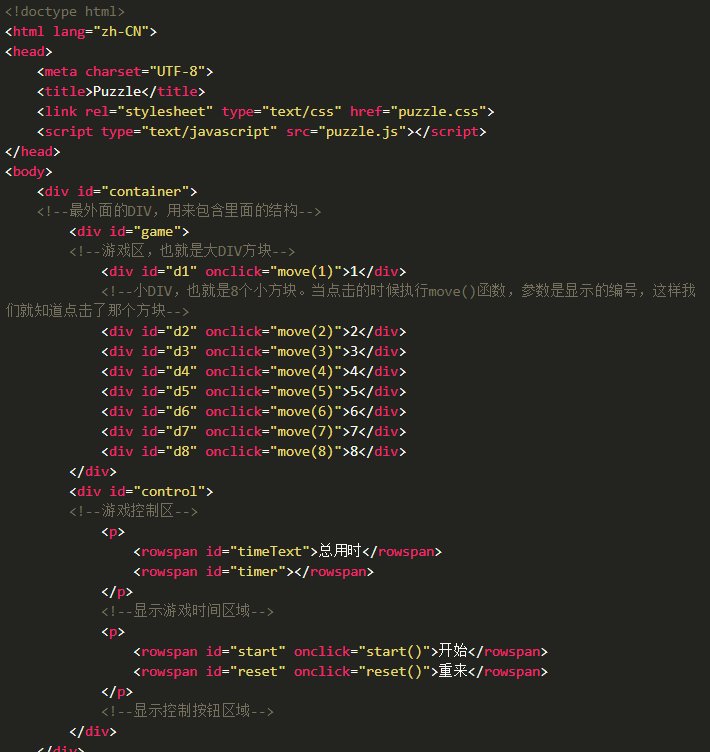 <!doctype html>
<html lang="zh-CN">
<head>
    <meta charset="UTF-8">
    <title>Puzzle</title>
    <link rel="stylesheet" type="text/css" href="puzzle.css">
    <script type="text/javascript" src="puzzle.js"></script>
</head>
<body>
    <div id="container">
    <!--最外面的DIV，用来包含里面的结构-->
        <div id="game">
        <!--游戏区，也就是大DIV方块-->
            <div id="d1" onclick="move(1)">1</div>
            <!--小DIV，也就是8个小方块。当点击的时候执行move()函数，参数是显示的编号，这样我
们就知道点击了那个方块-->
            <div id="d2" onclick="move(2)">2</div>
            <div id="d3" onclick="move(3)">3</div>
            <div id="d4" onclick="move(4)">4</div>
            <div id="d5" onclick="move(5)">5</div>
            <div id="d6" onclick="move(6)">6</div>
            <div id="d7" onclick="move(7)">7</div>
            <div id="d8" onclick="move(8)">8</div>
        </div>
        <div id="control">
        <!--游戏控制区-->
            <p>
                <rowspan id="timeText">总用时</rowspan>
                <rowspan id="timer"></rowspan>
            </p>
            <!--显示游戏时间区域-->
            <p>
                <rowspan id="start" onclick="start()">开始</rowspan>
                <rowspan id="reset" onclick="reset()">重来</rowspan>
            </p>
            <!--显示控制按钮区域-->
        </div>
    </div>